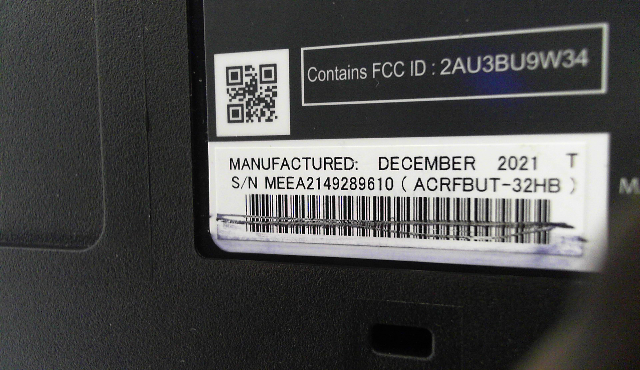 Contains FCC ID : 2AU3BU9W34
MANUFACTURED: DECEMBER 2021 T
S/N MEEA2149289610 ( ACRFBUT-32HB )